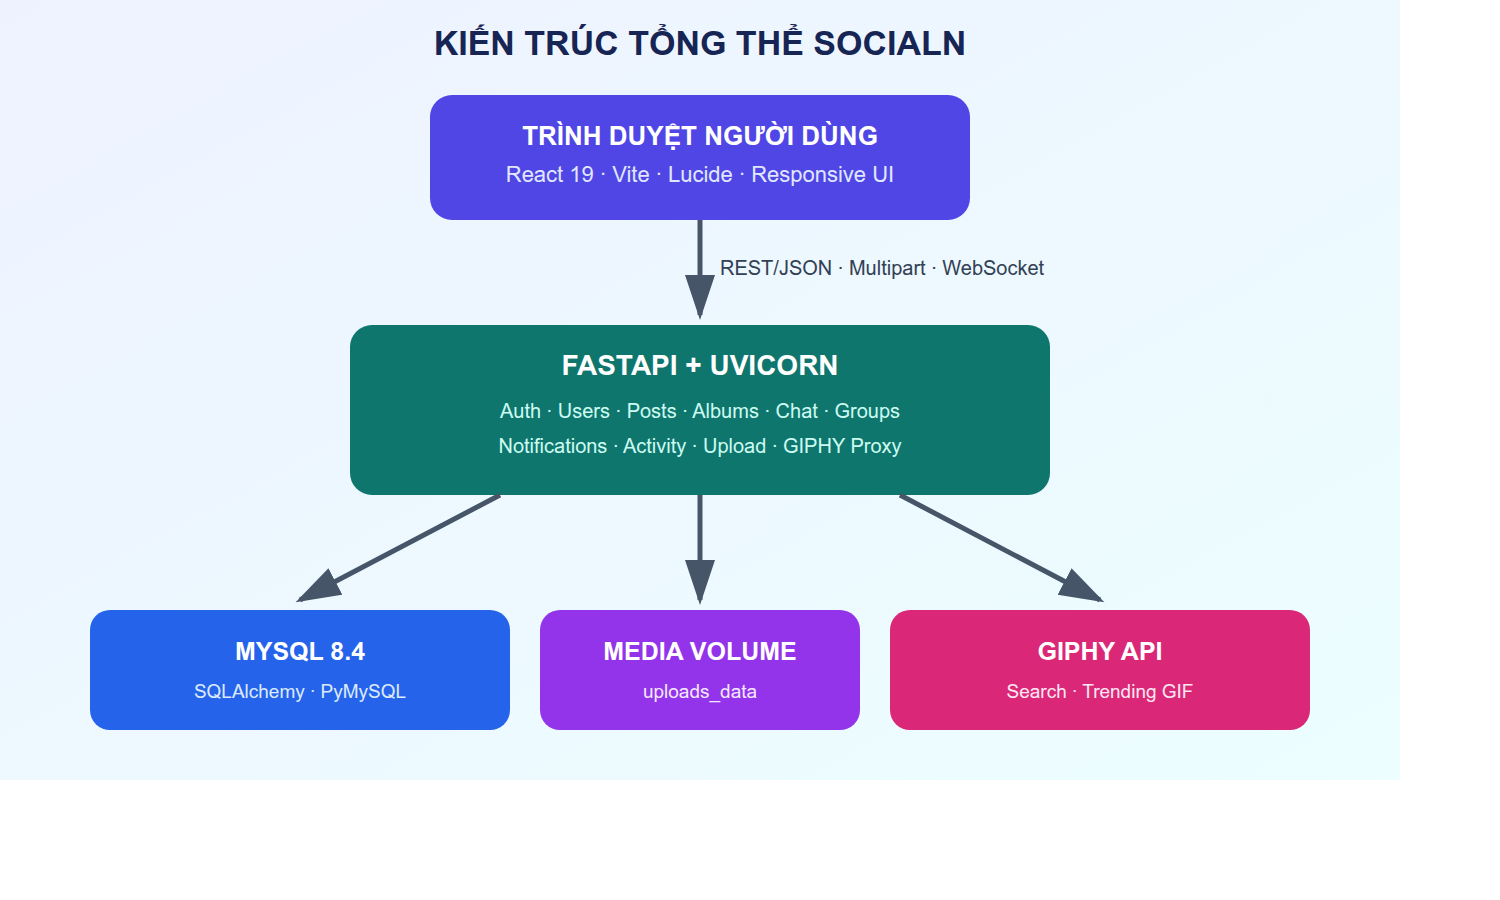 KIẾN TRÚC TỔNG THỂ SOCIALN
TRÌNH DUYỆT NGƯỜI DÙNG
React 19 · Vite · Lucide · Responsive UI
REST/JSON · Multipart · WebSocket
FASTAPI + UVICORN
Auth · Users · Posts · Albums · Chat · Groups
Notifications · Activity · Upload · GIPHY Proxy
MYSQL 8.4
SQLAlchemy · PyMySQL
MEDIA VOLUME
uploads_data
GIPHY API
Search · Trending GIF